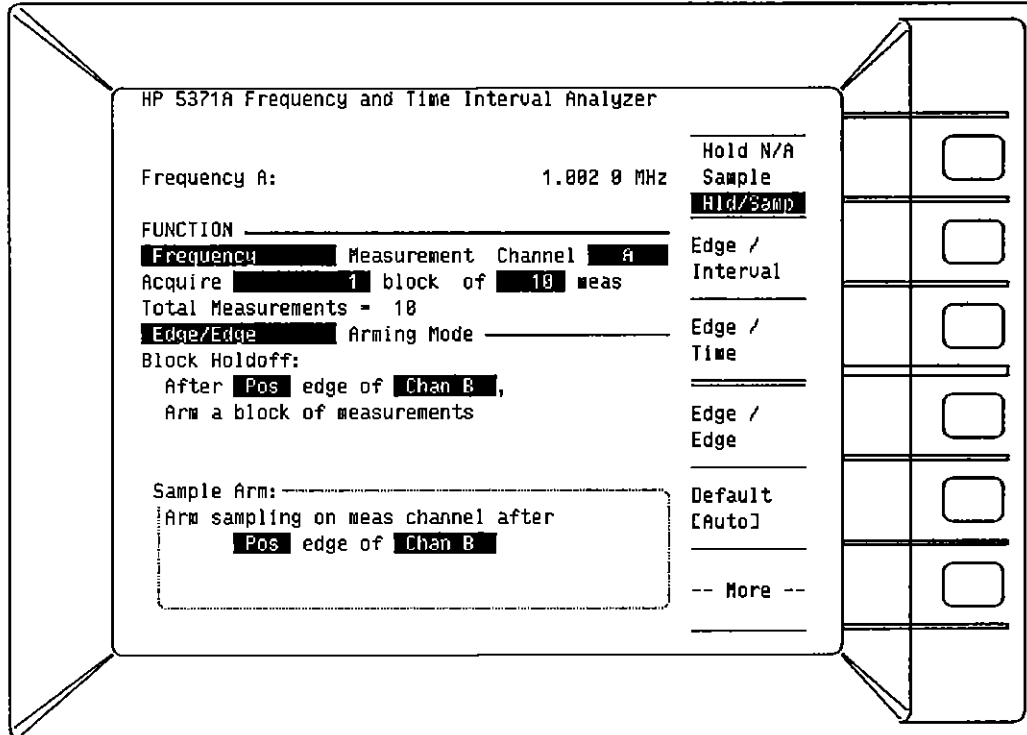 HP 5371A Frequency and Time Interval Analyzer
Frequency A: 1.002 0 MHz
FUNCTION
Frequency Measurement Channel A
Acquire 1 block of 10 meas
Total Measurements = 10
Edge/Edge Arming Mode
Block Holdoff:
After Pos edge of Chan B,
Arm a block of measurements
Sample Arm:
Arm sampling on meas channel after
Pos edge of Chan B
Hold N/A
Sample
Hld/Samp
Edge /
Interval
Edge /
Time
Edge /
Edge
Default
[Auto]
-- More --